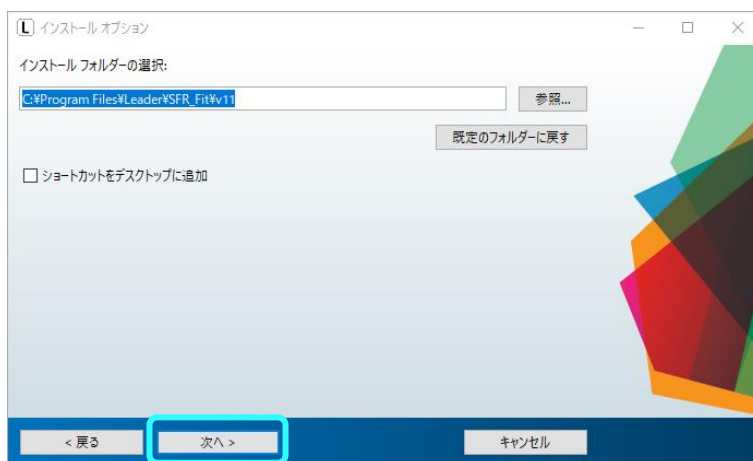 L インストール オプション
インストール フォルダーの選択:
C:¥Program Files¥Leader¥SFR_Fit¥v11
参照...
既定のフォルダーに戻す
ショートカットをデスクトップに追加
< 戻る 次へ > キャンセル